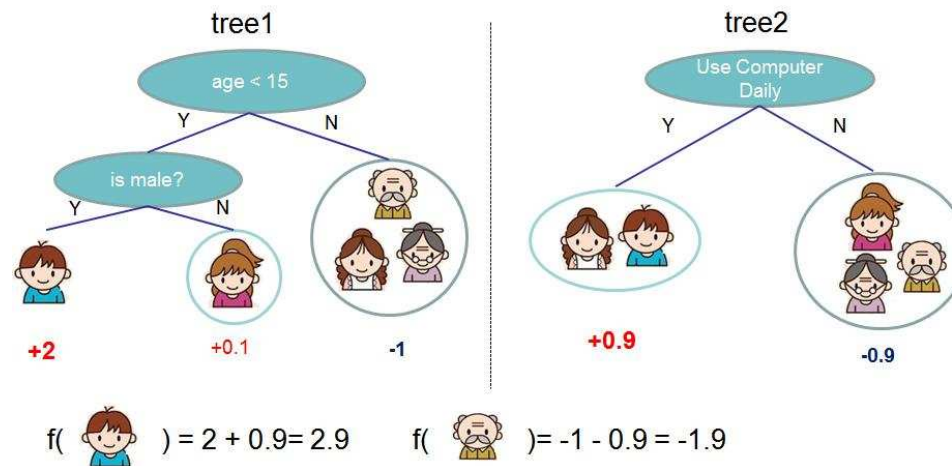 tree1
age < 15
Y
N
is male?
Y
N
+2
+0.1
-1
tree2
Use Computer
Daily
Y
N
+0.9
-0.9
f( ) = 2 + 0.9= 2.9
f( )= -1 - 0.9 = -1.9